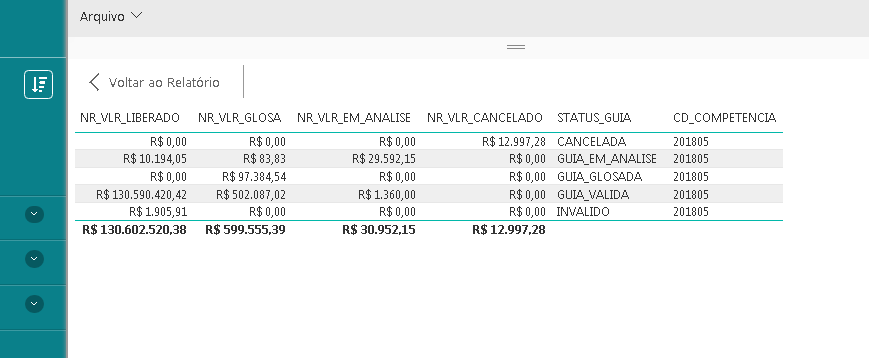 Arquivo
Voltar ao Relatório
NR_VLR_LIBERADO NR_VLR_GLOSA NR_VLR_EM_ANALISE NR_VLR_CANCELADO STATUS_GUIA CD_COMPETENCIA
R$ 0,00 R$ 0,00 R$ 0,00 R$ 12.997,28 CANCELADA 201805
R$ 10.194,05 R$ 83,83 R$ 29.592,15 R$ 0,00 GUIA_EM_ANALISE 201805
R$ 0,00 R$ 97.384,54 R$ 0,00 R$ 0,00 GUIA_GLOSADA 201805
R$ 130.590.420,42 R$ 502.087,02 R$ 1.360,00 R$ 0,00 GUIA_VALIDA 201805
R$ 1.905,91 R$ 0,00 R$ 0,00 R$ 0,00 INVALIDO 201805
R$ 130.602.520,38 R$ 599.555,39 R$ 30.952,15 R$ 12.997,28